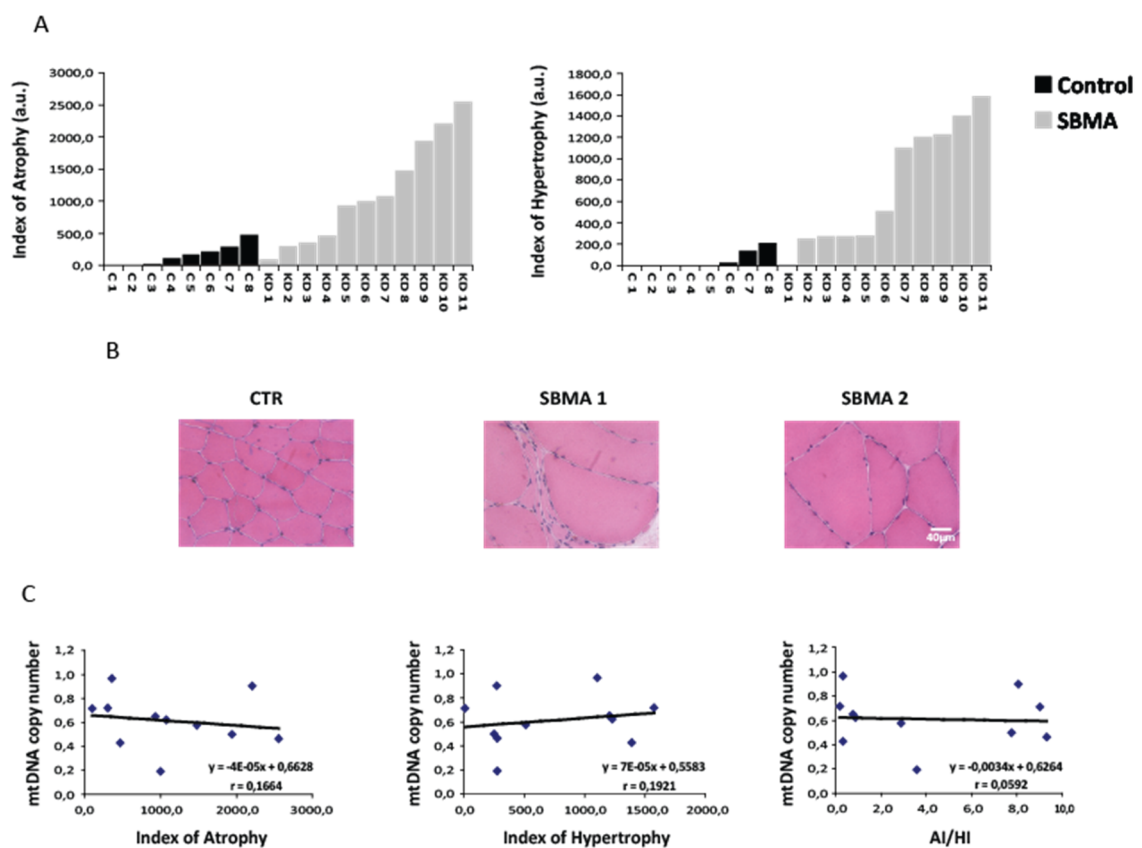 A
Index of Atrophy (a.u.)
3000,0
2500,0
2000,0
1500,0
1000,0
500,0
0,0
C 1
C 2
C 3
C 4
C 5
C 6
C 7
C 8
KD 1
KD 2
KD 3
KD 4
KD 5
KD 6
KD 7
KD 8
KD 9
KD 10
KD 11
Index of Hypertrophy (a.u.)
1800,0
1600,0
1400,0
1200,0
1000,0
800,0
600,0
400,0
200,0
0,0
C 1
C 2
C 3
C 4
C 5
C 6
C 7
C 8
KD 1
KD 2
KD 3
KD 4
KD 5
KD 6
KD 7
KD 8
KD 9
KD 10
KD 11
Control
SBMA
B
CTR
SBMA 1
SBMA 2
40µm
C
mtDNA copy number
1,2
1,0
0,8
0,6
0,4
0,2
0,0
y = -4E-05x + 0,6628
r = 0,1664
0,0 1000,0 2000,0 3000,0
Index of Atrophy
mtDNA copy number
1,2
1,0
0,8
0,6
0,4
0,2
0,0
y = 7E-05x + 0,5583
r = 0,1921
0,0 500,0 1000,0 1500,0 2000,0
Index of Hypertrophy
mtDNA copy number
1,2
1,0
0,8
0,6
0,4
0,2
0,0
y = -0,0034x + 0,6264
r = 0,0592
0,0 2,0 4,0 6,0 8,0 10,0
AI/HI